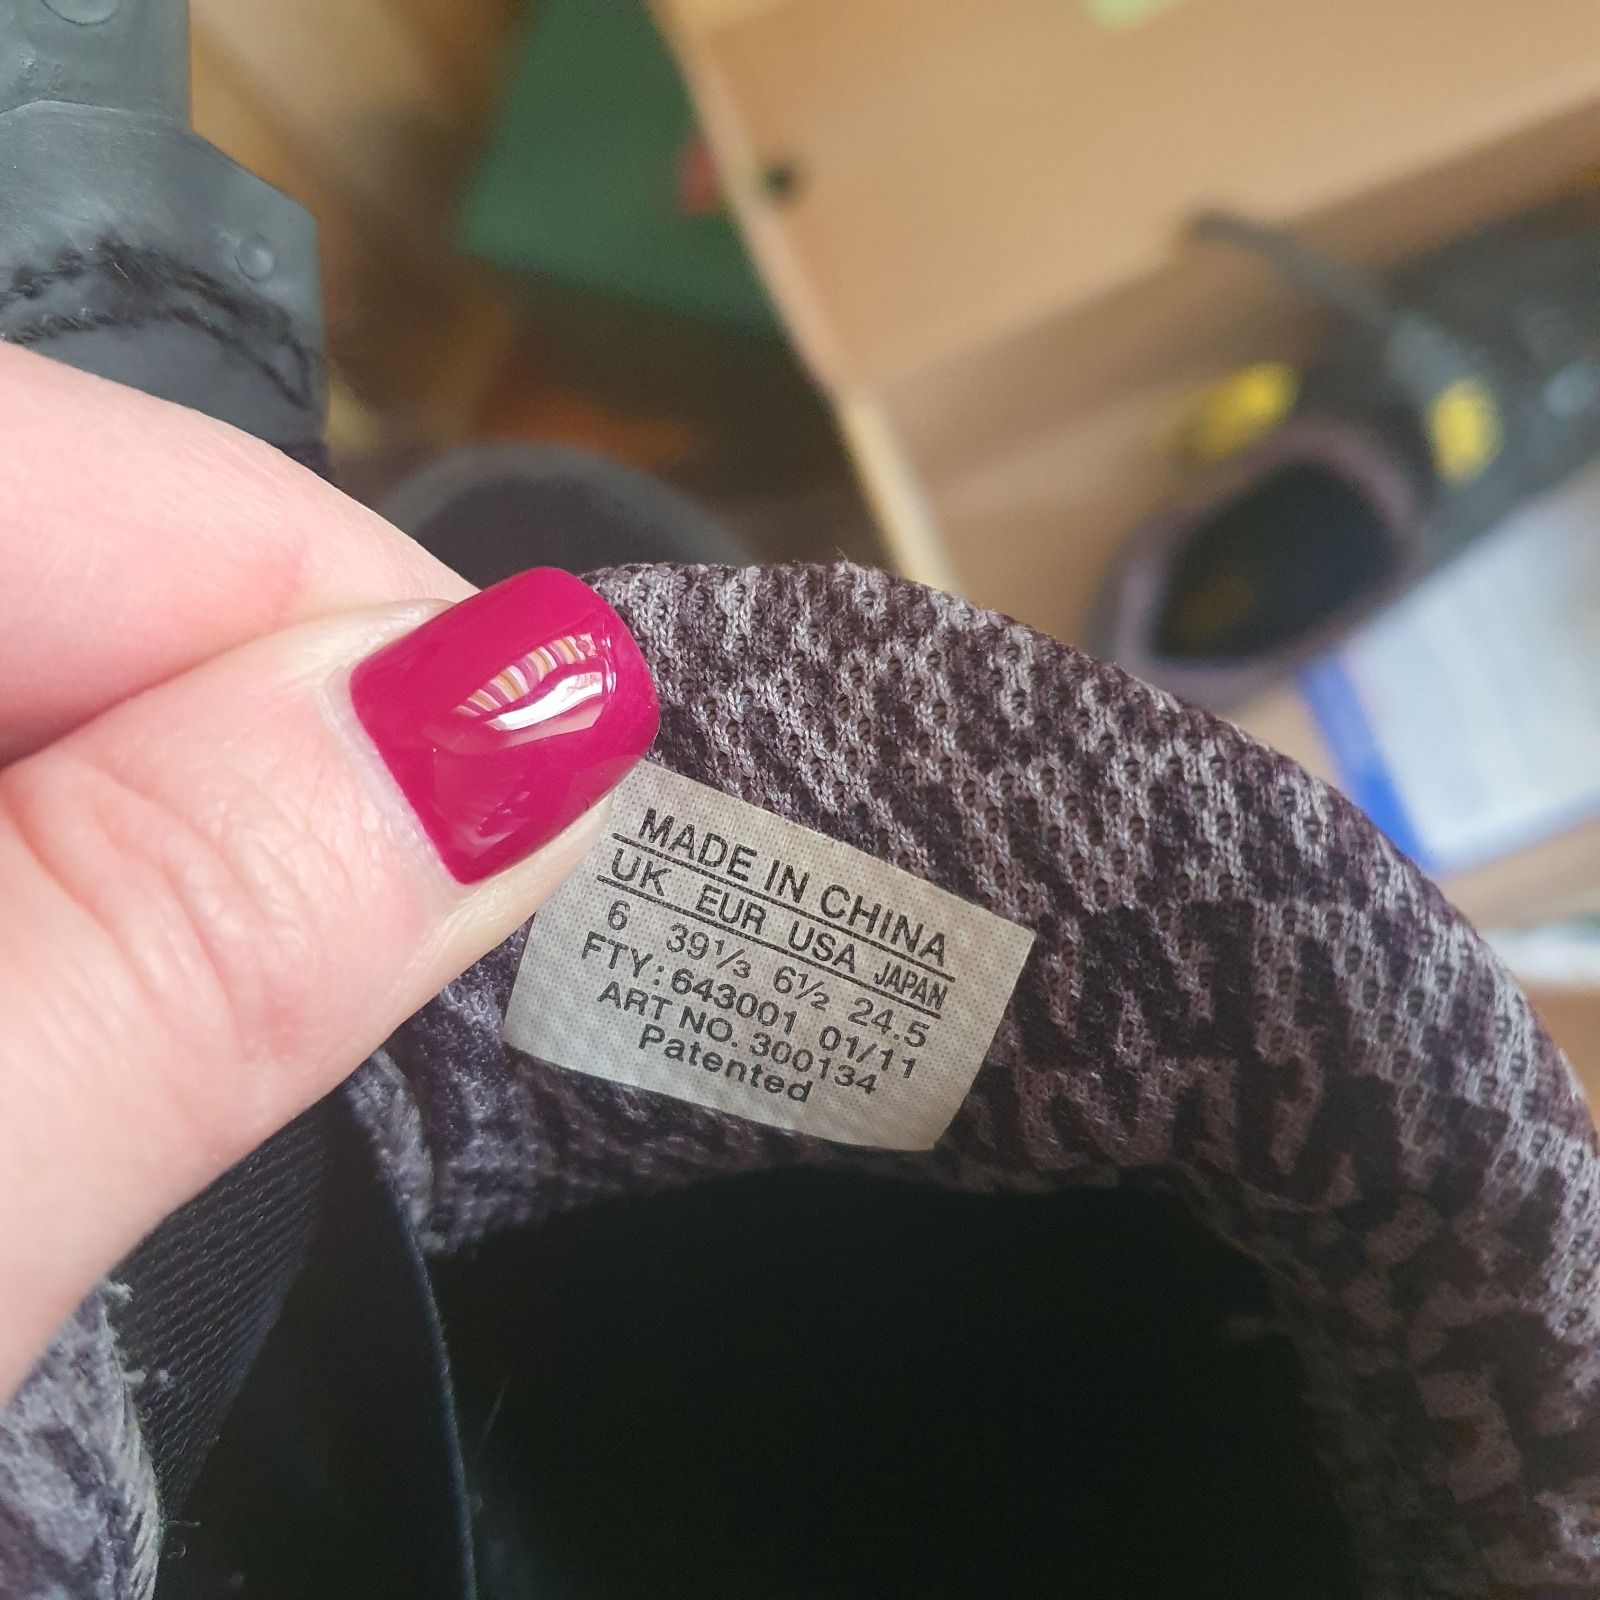 MADE IN CHINA
UK EUR USA JAPAN
6 39⅓ 6½ 24.5
FTY:643001 01/11
ART NO. 300134
Patented